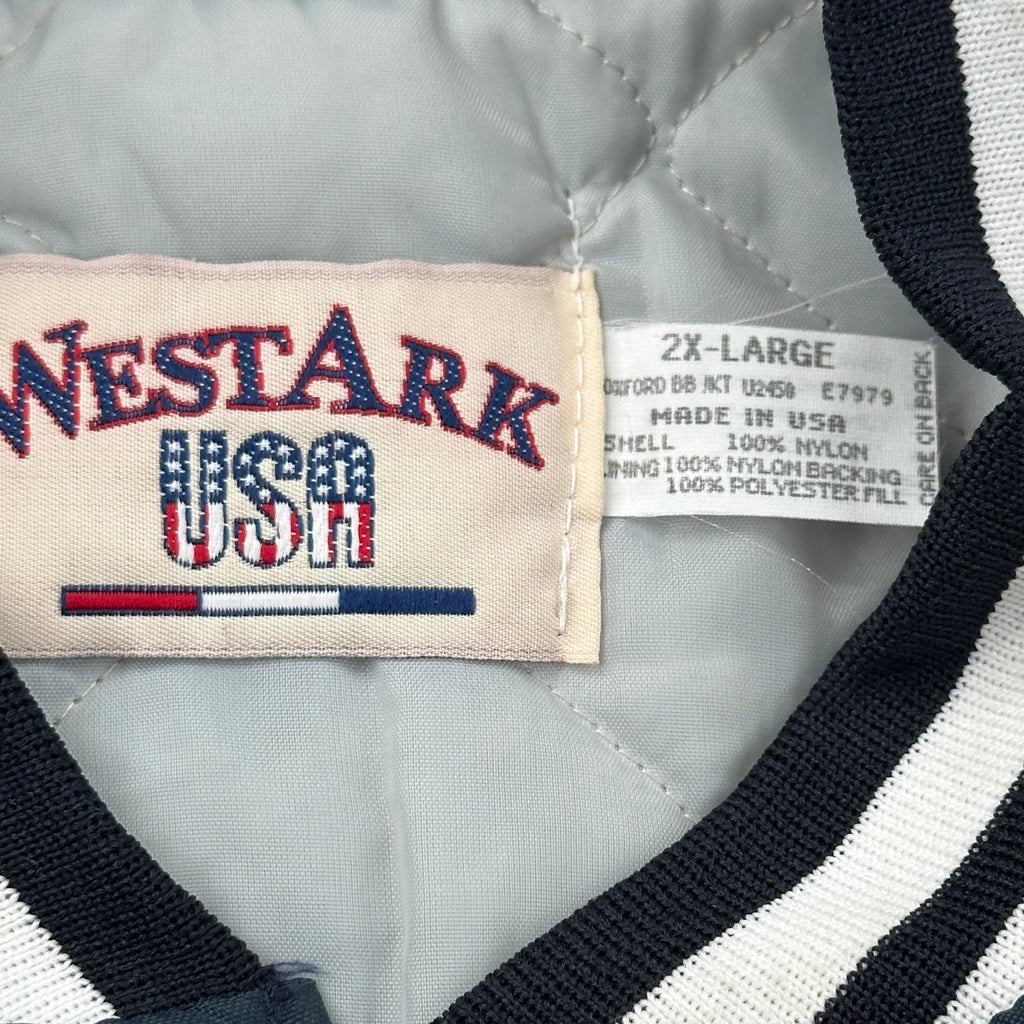 WESTARK
USA
2X-LARGE
OXFORD BB JKT U2458 E7979
MADE IN USA
SHELL 100% NYLON
LINING 100% NYLON BACKING
100% POLYESTER FILL
CARE ON BACK